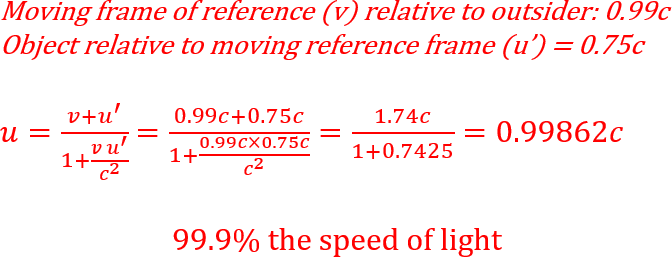 Moving frame of reference (v) relative to outsider: 0.99c
Object relative to moving reference frame (u′) = 0.75c
u = \frac{v+u′}{1+\frac{v u′}{c^2}} = \frac{0.99c+0.75c}{1+\frac{0.99c×0.75c}{c^2}} = \frac{1.74c}{1+0.7425} = 0.99862c
99.9% the speed of light